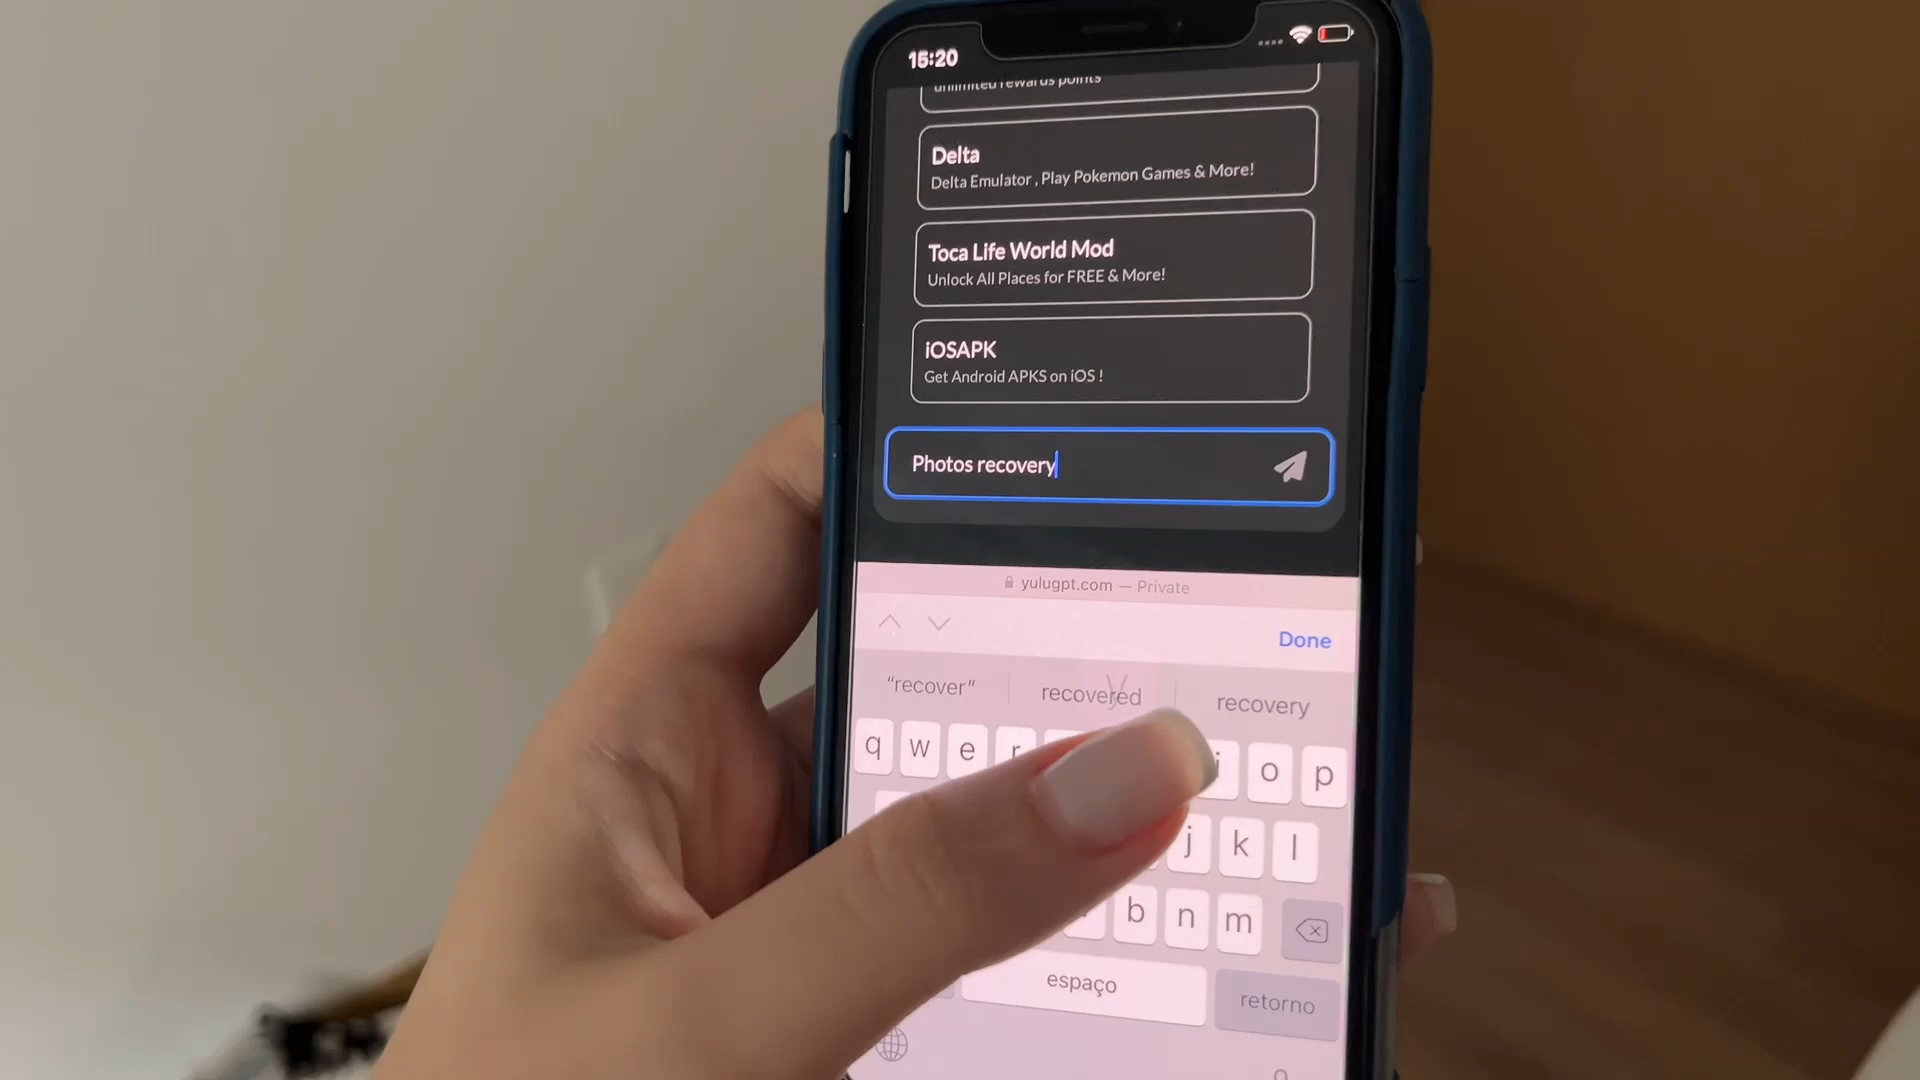 15:20
unlimited rewards points
Delta
Delta Emulator , Play Pokemon Games & More!
Toca Life World Mod
Unlock All Places for FREE & More!
iOSAPK
Get Android APKS on iOS !
Photos recovery
yulugpt.com — Private
Done
“recover” recovered recovery
q w e r i o p
j k l
b n m
espaço retorno